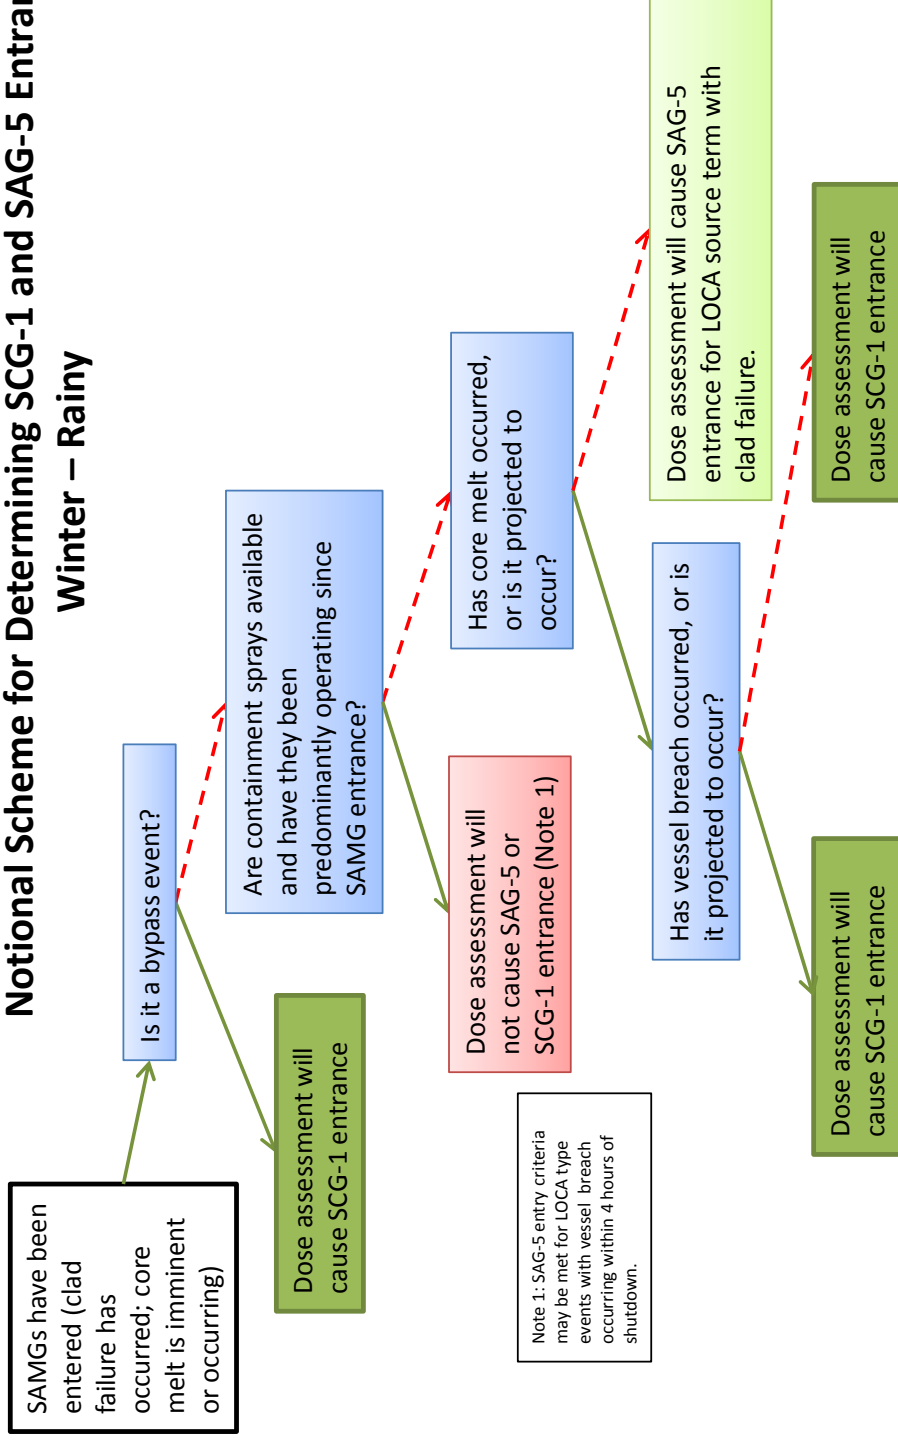 Notional Scheme for Determining SCG-1 and SAG-5 Entran
Winter – Rainy
SAMGs have been
entered (clad
failure has
occurred; core
melt is imminent
or occurring)
Is it a bypass event?
Dose assessment will
cause SCG-1 entrance
Are containment sprays available
and have they been
predominantly operating since
SAMG entrance?
Dose assessment will
not cause SAG-5 or
SCG-1 entrance (Note 1)
Has core melt occurred,
or is it projected to
occur?
Note 1: SAG-5 entry criteria
may be met for LOCA type
events with vessel breach
occurring within 4 hours of
shutdown.
Has vessel breach occurred, or is
it projected to occur?
Dose assessment will cause SAG-5
entrance for LOCA source term with
clad failure.
Dose assessment will
cause SCG-1 entrance
Dose assessment will
cause SCG-1 entrance